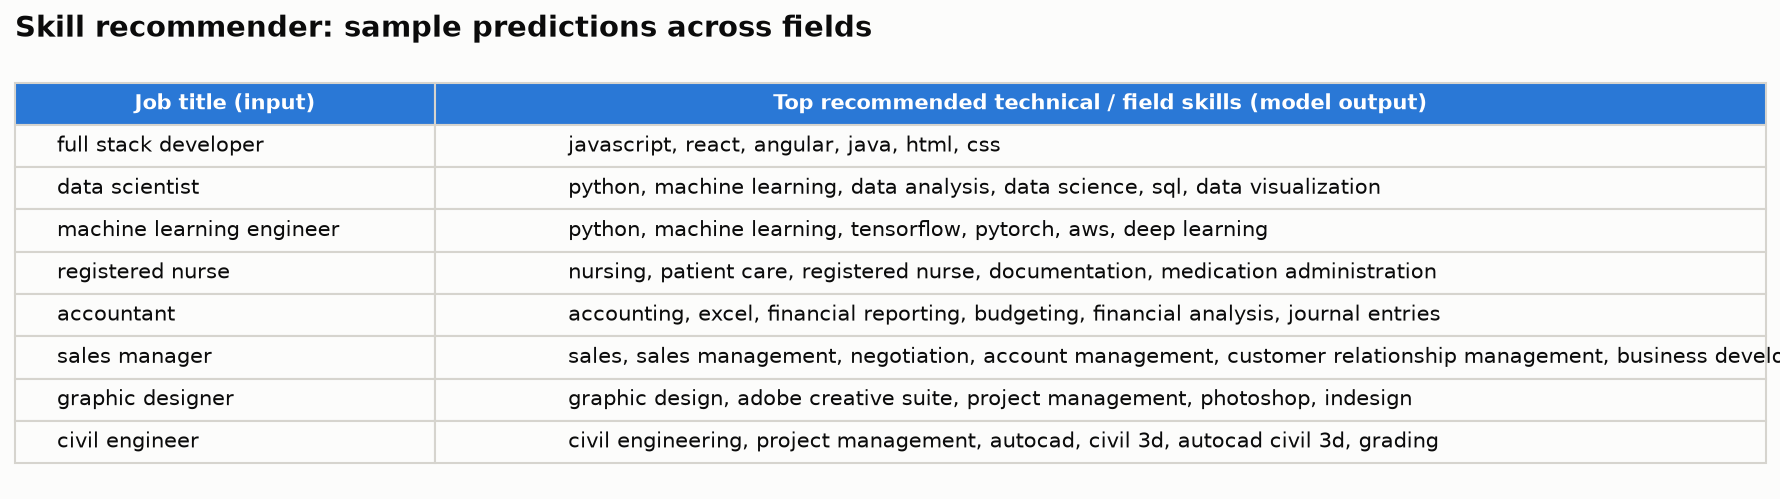 Skill recommender: sample predictions across fields
Job title (input) Top recommended technical / field skills (model output)
full stack developer javascript, react, angular, java, html, css
data scientist python, machine learning, data analysis, data science, sql, data visualization
machine learning engineer python, machine learning, tensorflow, pytorch, aws, deep learning
registered nurse nursing, patient care, registered nurse, documentation, medication administration
accountant accounting, excel, financial reporting, budgeting, financial analysis, journal entries
sales manager sales, sales management, negotiation, account management, customer relationship management, business
graphic designer graphic design, adobe creative suite, project management, photoshop, indesign
civil engineer civil engineering, project management, autocad, civil 3d, autocad civil 3d, grading